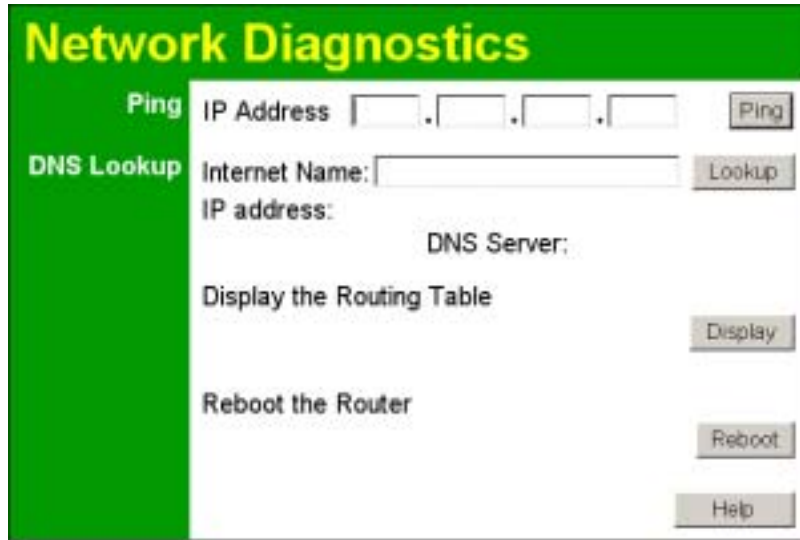 Network Diagnostics
Ping IP Address . . . Ping
DNS Lookup Internet Name: Lookup
IP address:
DNS Server:
Display the Routing Table
Display
Reboot the Router
Reboot
Help